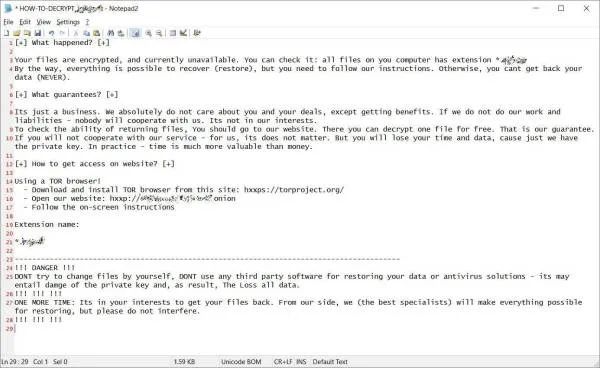 * HOW-TO-DECRYPT - Notepad2
File Edit View Settings ?
1 [+] What happened? [+]
2
3 Your files are encrypted, and currently unavailable. You can check it: all files on you computer has extension *
4 By the way, everything is possible to recover (restore), but you need to follow our instructions. Otherwise, you cant get back your
data (NEVER).
5
6 [+] What guarantees? [+]
7
8 Its just a business. We absolutely do not care about you and your deals, except getting benefits. If we do not do our work and
liabilities - nobody will cooperate with us. Its not in our interests.
9 To check the ability of returning files, You should go to our website. There you can decrypt one file for free. That is our guarantee.
10 If you will not cooperate with our service - for us, its does not matter. But you will lose your time and data, cause just we have
the private key. In practice - time is much more valuable than money.
11
12 [+] How to get access on website? [+]
13
14 Using a TOR browser!
15 - Download and install TOR browser from this site: hxxps://torproject.org/
16 - Open our website: hxxp:// onion
17 - Follow the on-screen instructions
18
19 Extension name:
20
21 *
22
23 -----------------------------------------------------------------------------------------
24 !!! DANGER !!!
25 DONT try to change files by yourself, DONT use any third party software for restoring your data or antivirus solutions - its may
entail damge of the private key and, as result, The Loss all data.
26 !!! !!! !!!
27 ONE MORE TIME: Its in your interests to get your files back. From our side, we (the best specialists) will make everything possible
for restoring, but please do not interfere.
28 !!! !!! !!!
29
Ln 29 : 29 Col 1 Sel 0 1.59 KB Unicode BOM CR+LF INS Default Text